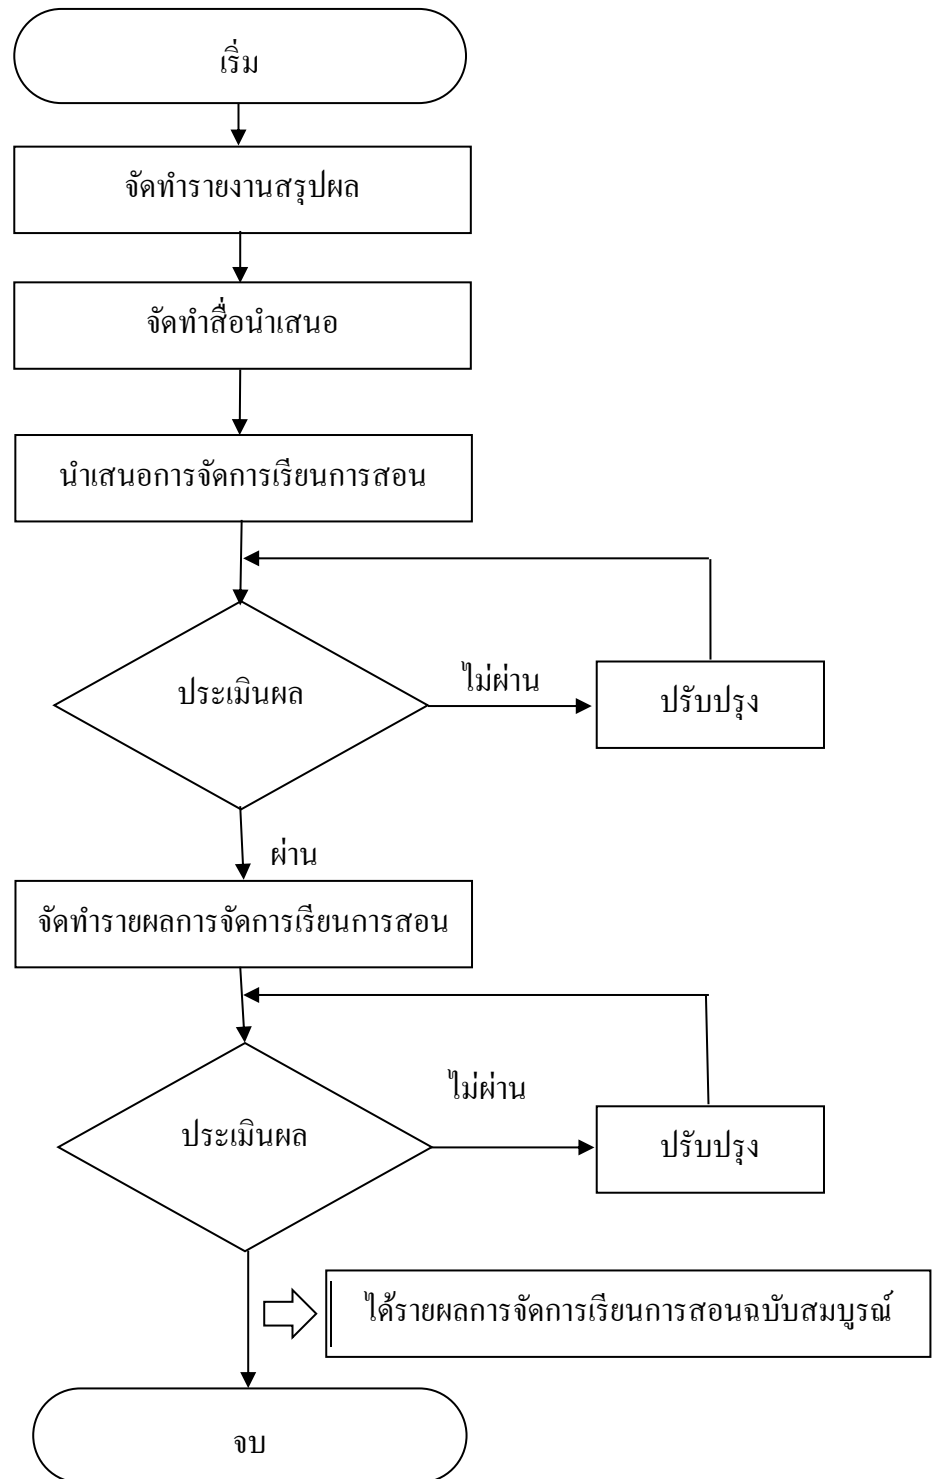 เริ่ม
จัดทำรายงานสรุปผล
จัดทำสื่อนำเสนอ
นำเสนอการจัดการเรียนการสอน
ประเมินผล
ไม่ผ่าน
ปรับปรุง
ผ่าน
จัดทำรายผลการจัดการเรียนการสอน
ประเมินผล
ไม่ผ่าน
ปรับปรุง
ได้รายผลการจัดการเรียนการสอนฉบับสมบูรณ์
จบ